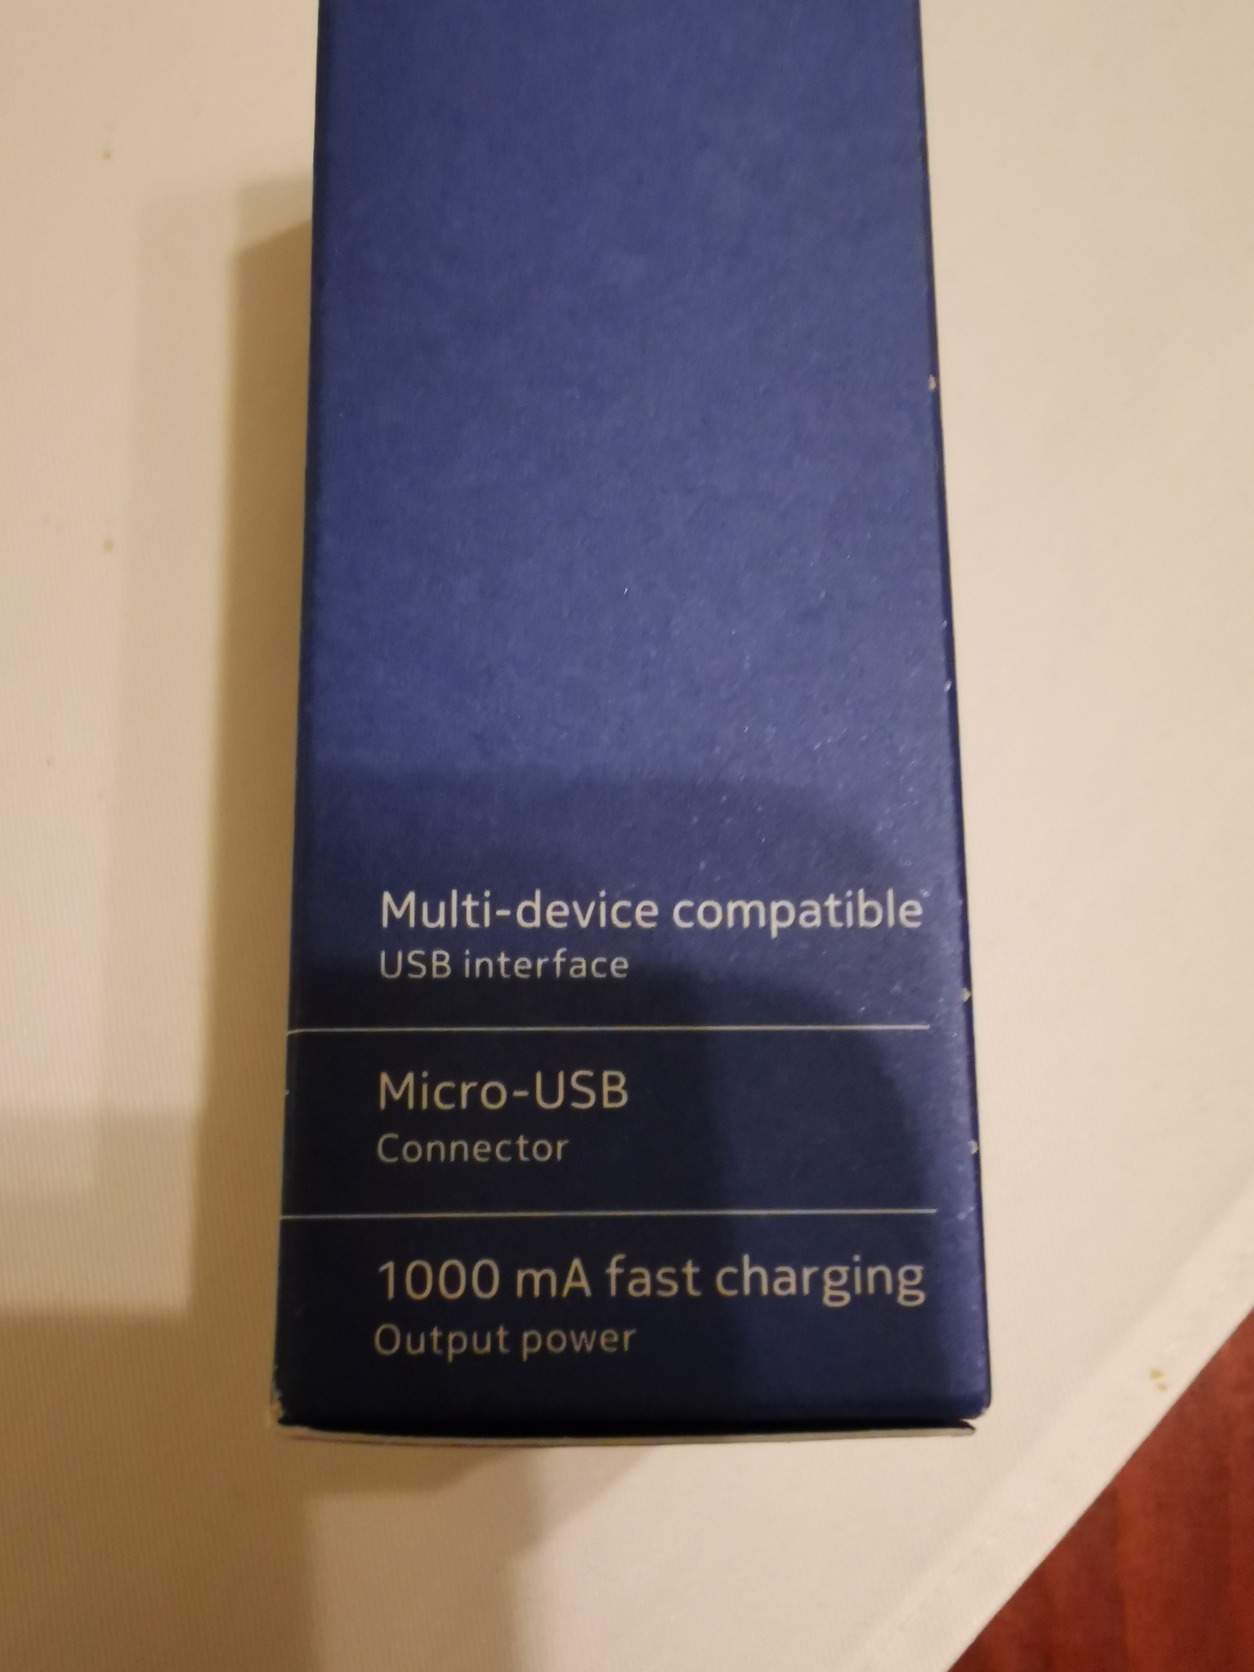 Multi-device compatible
USB interface
Micro-USB
Connector
1000 mA fast charging
Output power